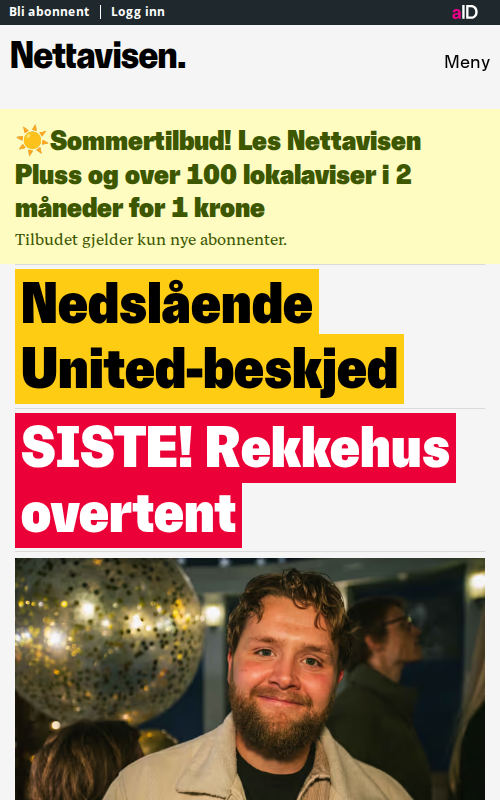 Bli abonnent
Logg inn
aID
Nettavisen.
Meny
☀️Sommertilbud! Les Nettavisen
Pluss og over 100 lokalaviser i 2
måneder for 1 krone
Tilbudet gjelder kun nye abonnenter.
Nedslående
United-beskjed
SISTE! Rekkehus
overtent